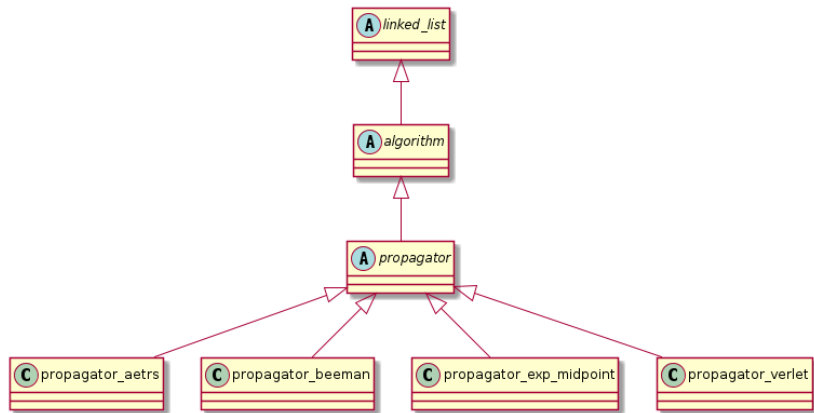 A linked_list
A algorithm
A propagator
C propagator_aetrs
C propagator_beeman
C propagator_exp_midpoint
C propagator_verlet